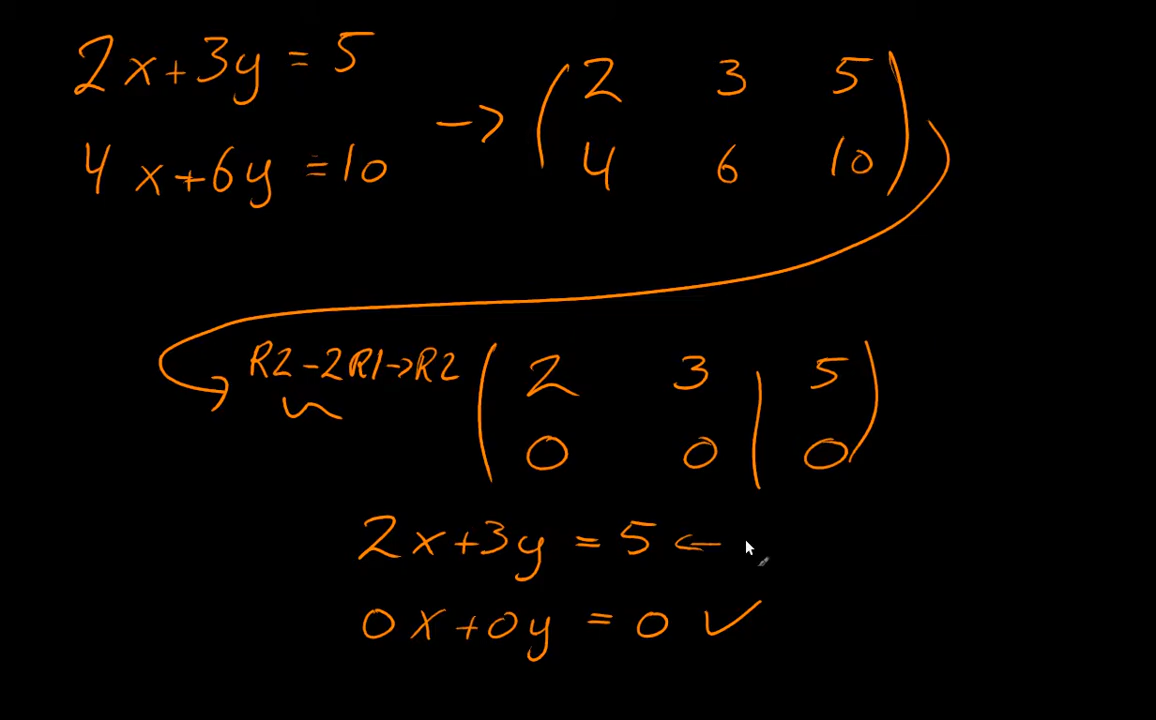 2x+3y=5
4x+6y=10
→ (2 3 5
4 6 10)
R2-2R1→R2
(2 3 | 5
0 0 | 0)
2x+3y=5 ←
0x+0y=0 ✓